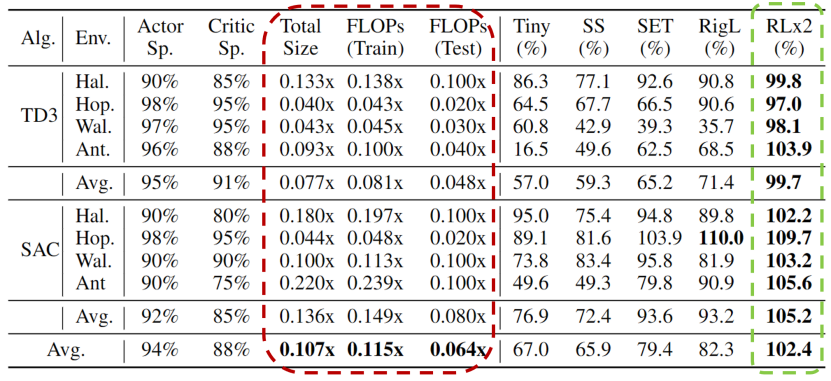 Alg. Env. Actor Sp. Critic Sp. Total Size FLOPs (Train) FLOPs (Test) Tiny (%) SS (%) SET (%) RigL (%) RLx2 (%)
Hal. 90% 85% 0.133x 0.138x 0.100x 86.3 77.1 92.6 90.8 99.8
Hop. 98% 95% 0.040x 0.043x 0.020x 64.5 67.7 66.5 90.6 97.0
TD3
Wal. 97% 95% 0.043x 0.045x 0.030x 60.8 42.9 39.3 35.7 98.1
Ant. 96% 88% 0.093x 0.100x 0.040x 16.5 49.6 62.5 68.5 103.9
Avg. 95% 91% 0.077x 0.081x 0.048x 57.0 59.3 65.2 71.4 99.7
Hal. 90% 80% 0.180x 0.197x 0.100x 95.0 75.4 94.8 89.8 102.2
Hop. 98% 95% 0.044x 0.048x 0.020x 89.1 81.6 103.9 110.0 109.7
SAC
Wal. 90% 90% 0.100x 0.113x 0.100x 73.8 83.4 95.8 81.9 103.2
Ant 90% 75% 0.220x 0.239x 0.100x 49.6 49.3 79.8 90.9 105.6
Avg. 92% 85% 0.136x 0.149x 0.080x 76.9 72.4 93.6 93.2 105.2
Avg. 94% 88% 0.107x 0.115x 0.064x 67.0 65.9 79.4 82.3 102.4